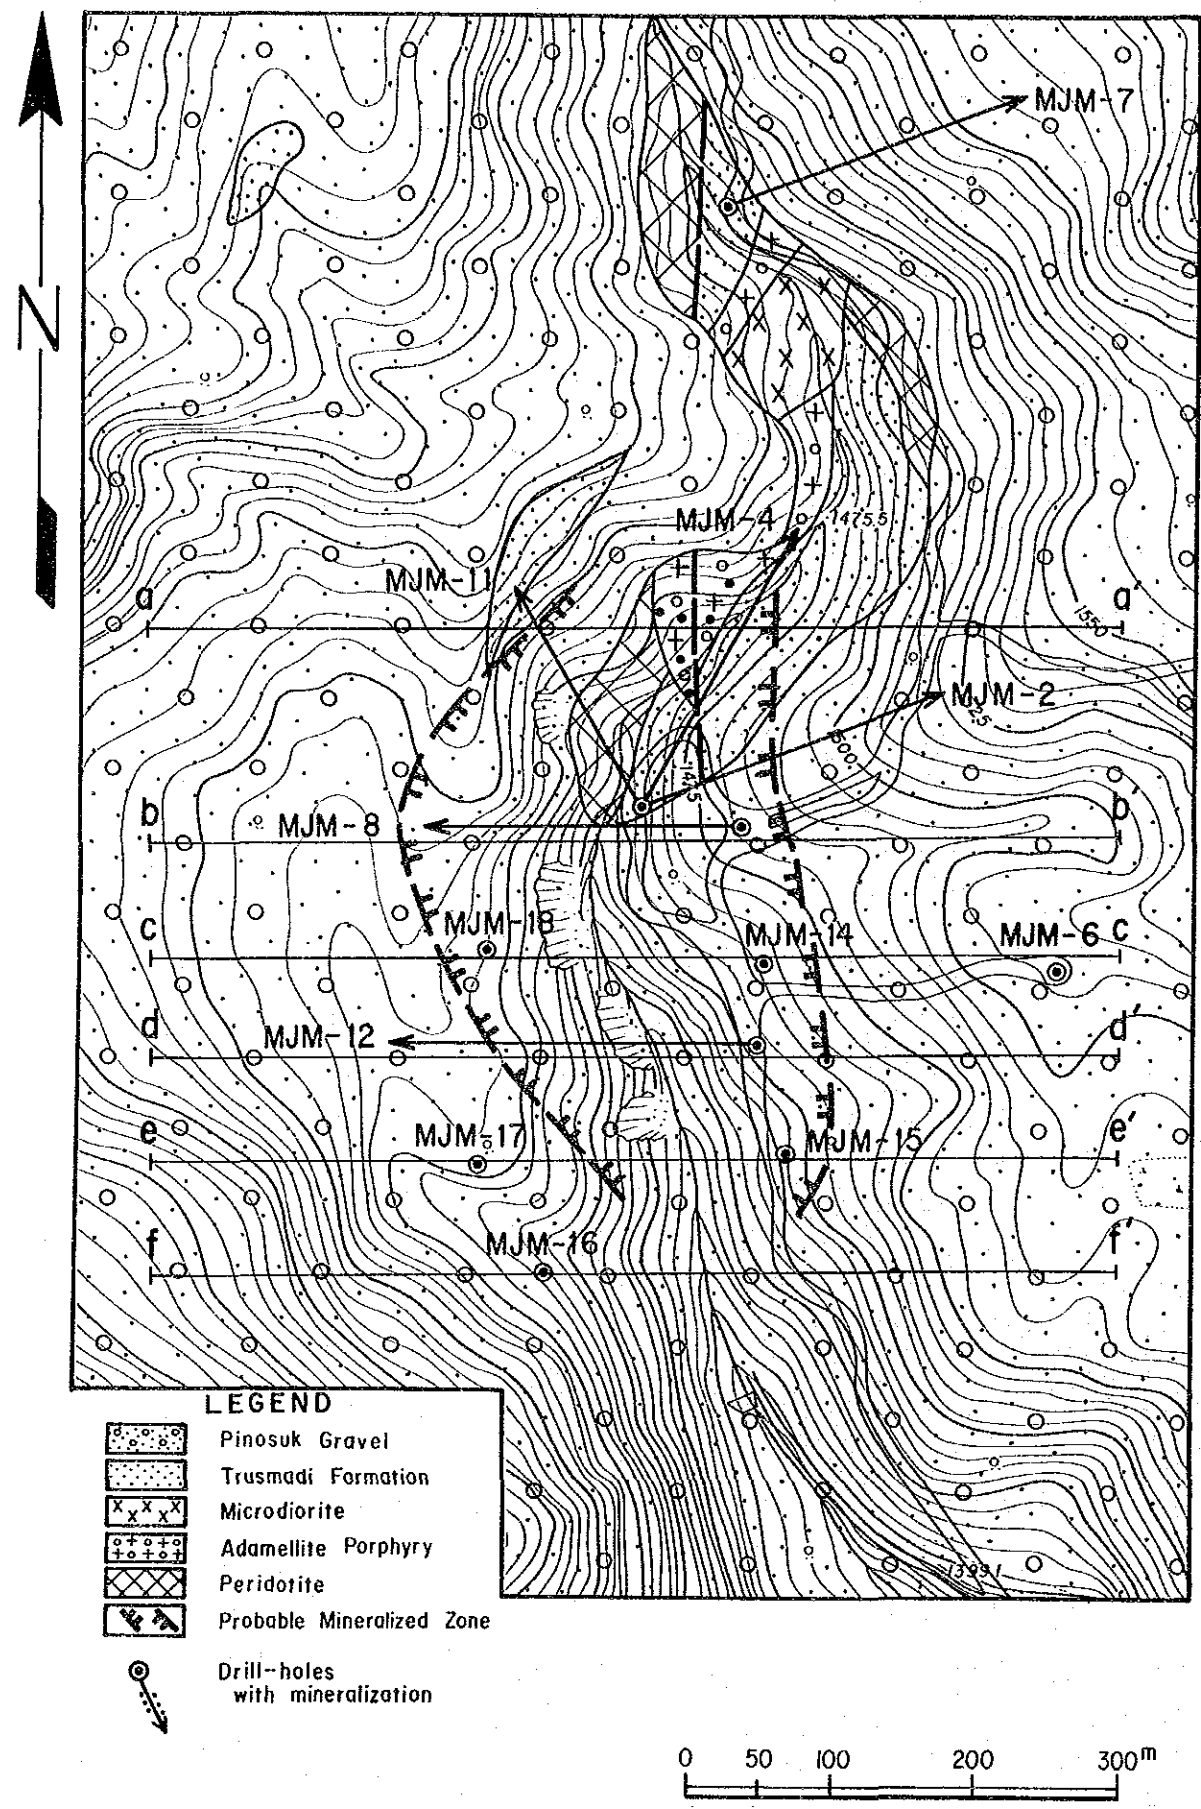 MJM-7
N
MJM-4
1475.5
MJM-11
a
a'
1550
MJM-2
1500
1475
b
b'
MJM-8
MJM-18
MJM-14
MJM-6
c
c
MJM-12
d
d'
MJM-17
MJM-15
e
e'
MJM-16
f
f'
1399.1
LEGEND
Pinosuk Gravel
Trusmadi Formation
Microdiorite
Adamellite Porphyry
Peridotite
Probable Mineralized Zone
Drill-holes
with mineralization
0 50 100 200 300m